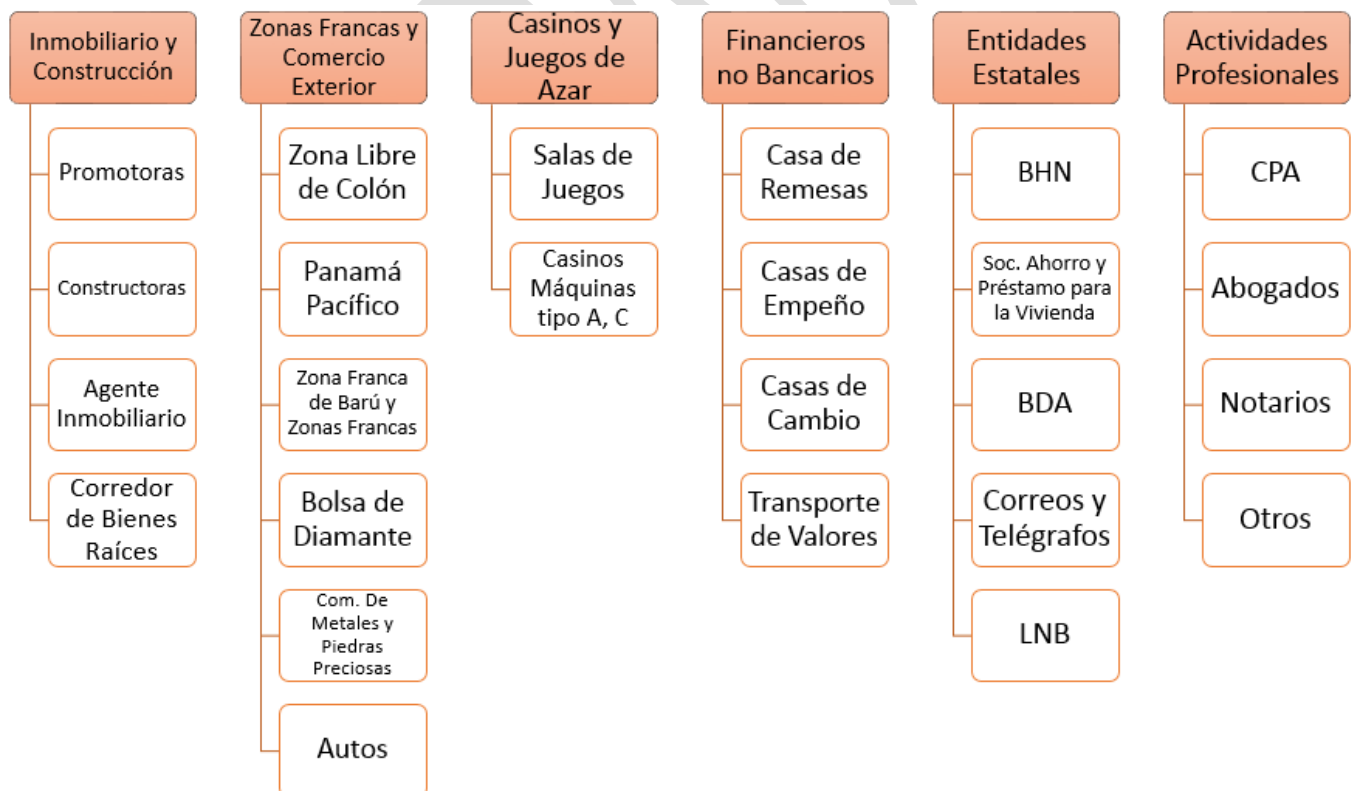 Inmobiliario y
Construcción
Promotoras
Constructoras
Agente
Inmobiliario
Corredor
de Bienes
Raíces
Zonas Francas y
Comercio
Exterior
Zona Libre
de Colón
Panamá
Pacífico
Zona Franca
de Barú y
Zonas Francas
Bolsa de
Diamante
Com. De
Metales y
Piedras
Preciosas
Autos
Casinos y
Juegos de
Azar
Salas de
Juegos
Casinos
Máquinas
tipo A, C
Financieros
no Bancarios
Casa de
Remesas
Casas de
Empeño
Casas de
Cambio
Transporte
de Valores
Entidades
Estatales
BHN
Soc. Ahorro y
Préstamo para
la Vivienda
BDA
Correos y
Telégrafos
LNB
Actividades
Profesionales
CPA
Abogados
Notarios
Otros